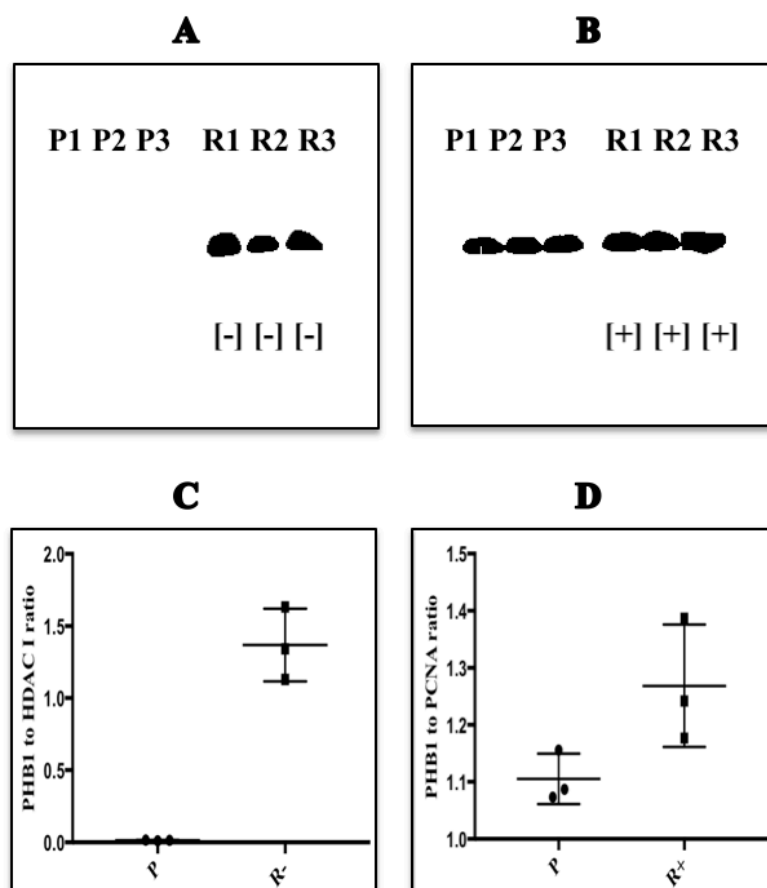 A
P1 P2 P3 R1 R2 R3
[-] [-] [-]
B
P1 P2 P3 R1 R2 R3
[+] [+] [+]
C
PHB1 to HDAC I ratio
2.0
1.5
1.0
0.5
0.0
P
R-
D
PHB1 to PCNA ratio
1.5
1.4
1.3
1.2
1.1
1.0
P
R+